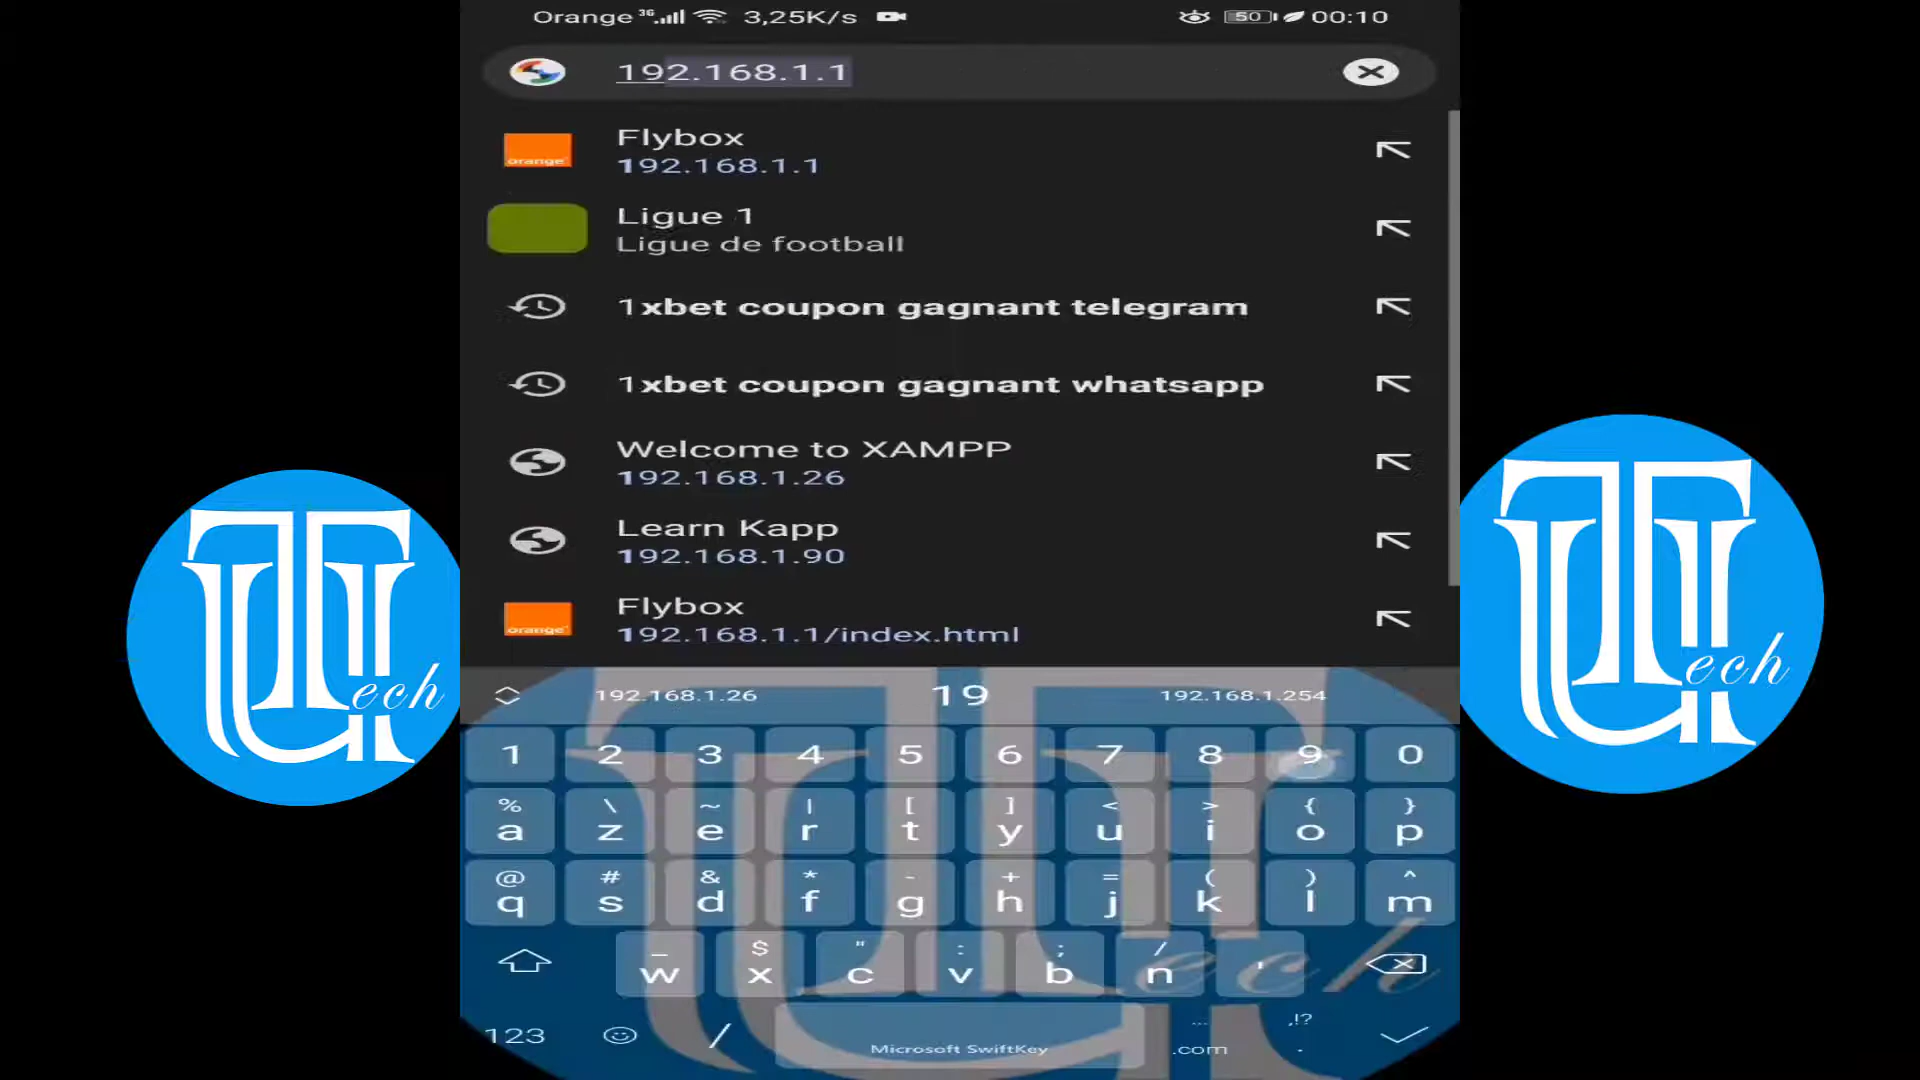 Orange 3G 3,25K/s 50 00:10
192.168.1.1
Flybox
orange
192.168.1.1
Ligue 1
Ligue de football
1xbet coupon gagnant telegram
1xbet coupon gagnant whatsapp
Welcome to XAMPP
192.168.1.26
Learn Kapp
192.168.1.90
Flybox
orange
192.168.1.1/index.html
192.168.1.26 19 192.168.1.254
1 2 3 4 5 6 7 8 9 0
% \ ~ | [ ] < > { }
a z e r t y u i o p
@ # & * - + = ( ) ^
q s d f g h j k l m
_ $ " : ; /
w x c v b n '
,!?
123 / Microsoft SwiftKey .com .
Tech
Tech
ech